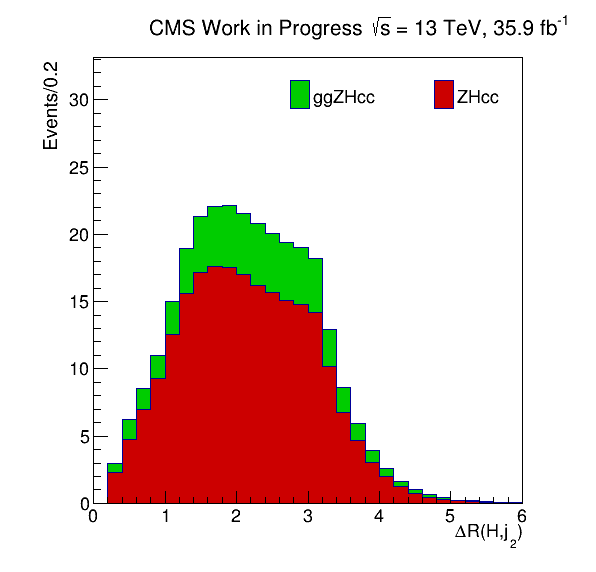 CMS Work in Progress √s = 13 TeV, 35.9 fb⁻¹
Events/0.2
ggZHcc ZHcc
30
25
20
15
10
5
0
0 1 2 3 4 5 6
ΔR(H,j₂)